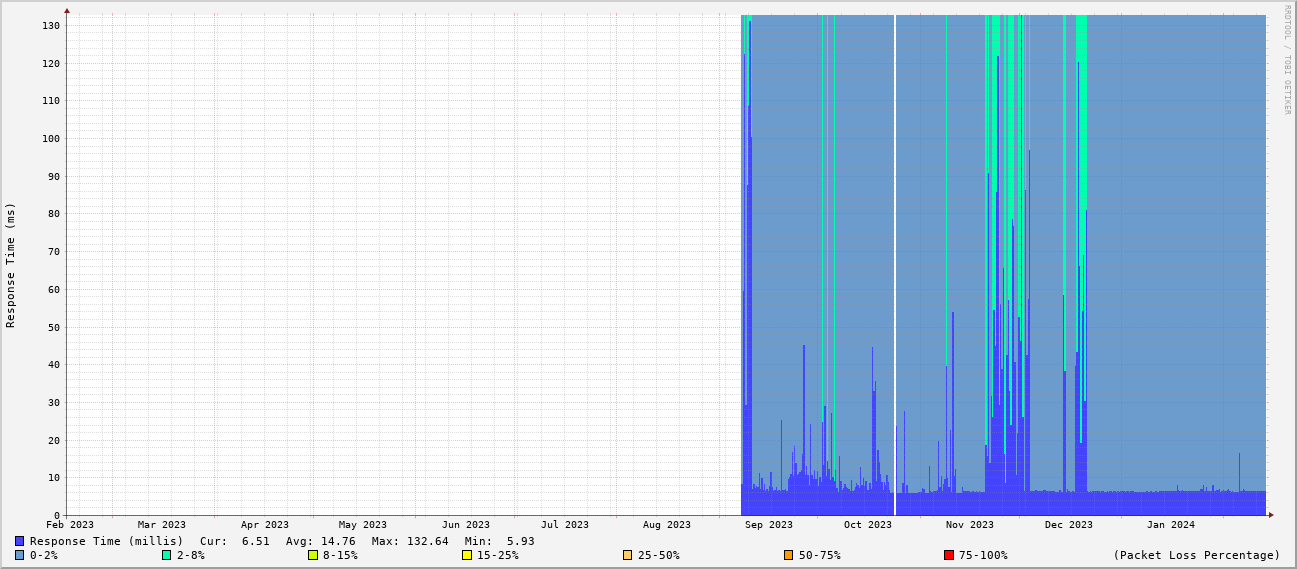 RRDTOOL / TOBI OETIKER
Response Time (ms)
130
120
110
100
90
80
70
60
50
40
30
20
10
0
Feb 2023 Mar 2023 Apr 2023 May 2023 Jun 2023 Jul 2023 Aug 2023 Sep 2023 Oct 2023 Nov 2023 Dec 2023 Jan 2024
Response Time (millis) Cur: 6.51 Avg: 14.76 Max: 132.64 Min: 5.93
0-2% 2-8% 8-15% 15-25% 25-50% 50-75% 75-100% (Packet Loss Percentage)